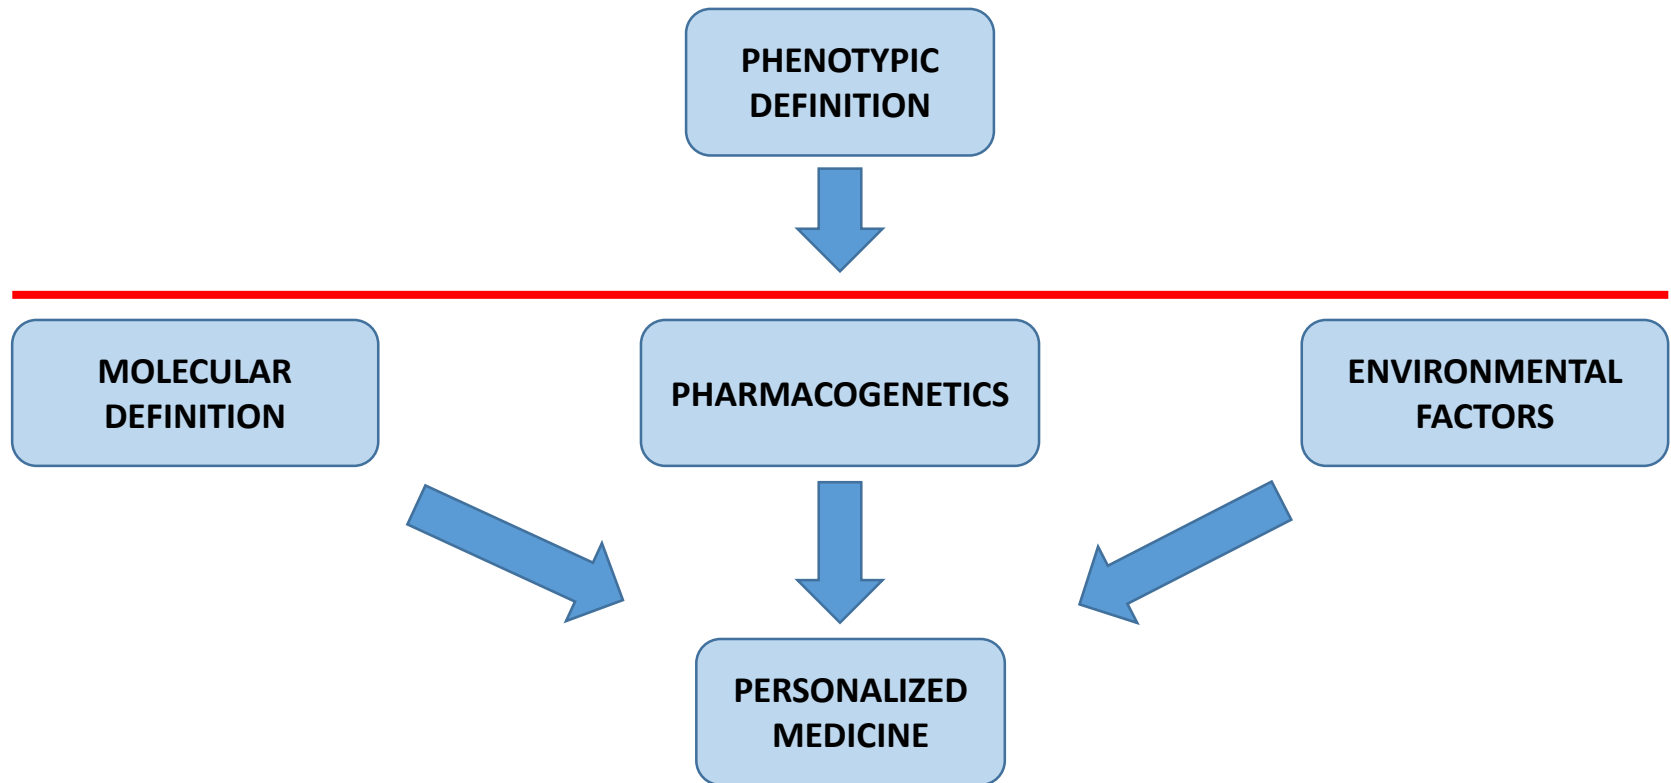 PHENOTYPIC
DEFINITION
MOLECULAR
DEFINITION
PHARMACOGENETICS
ENVIRONMENTAL
FACTORS
PERSONALIZED
MEDICINE